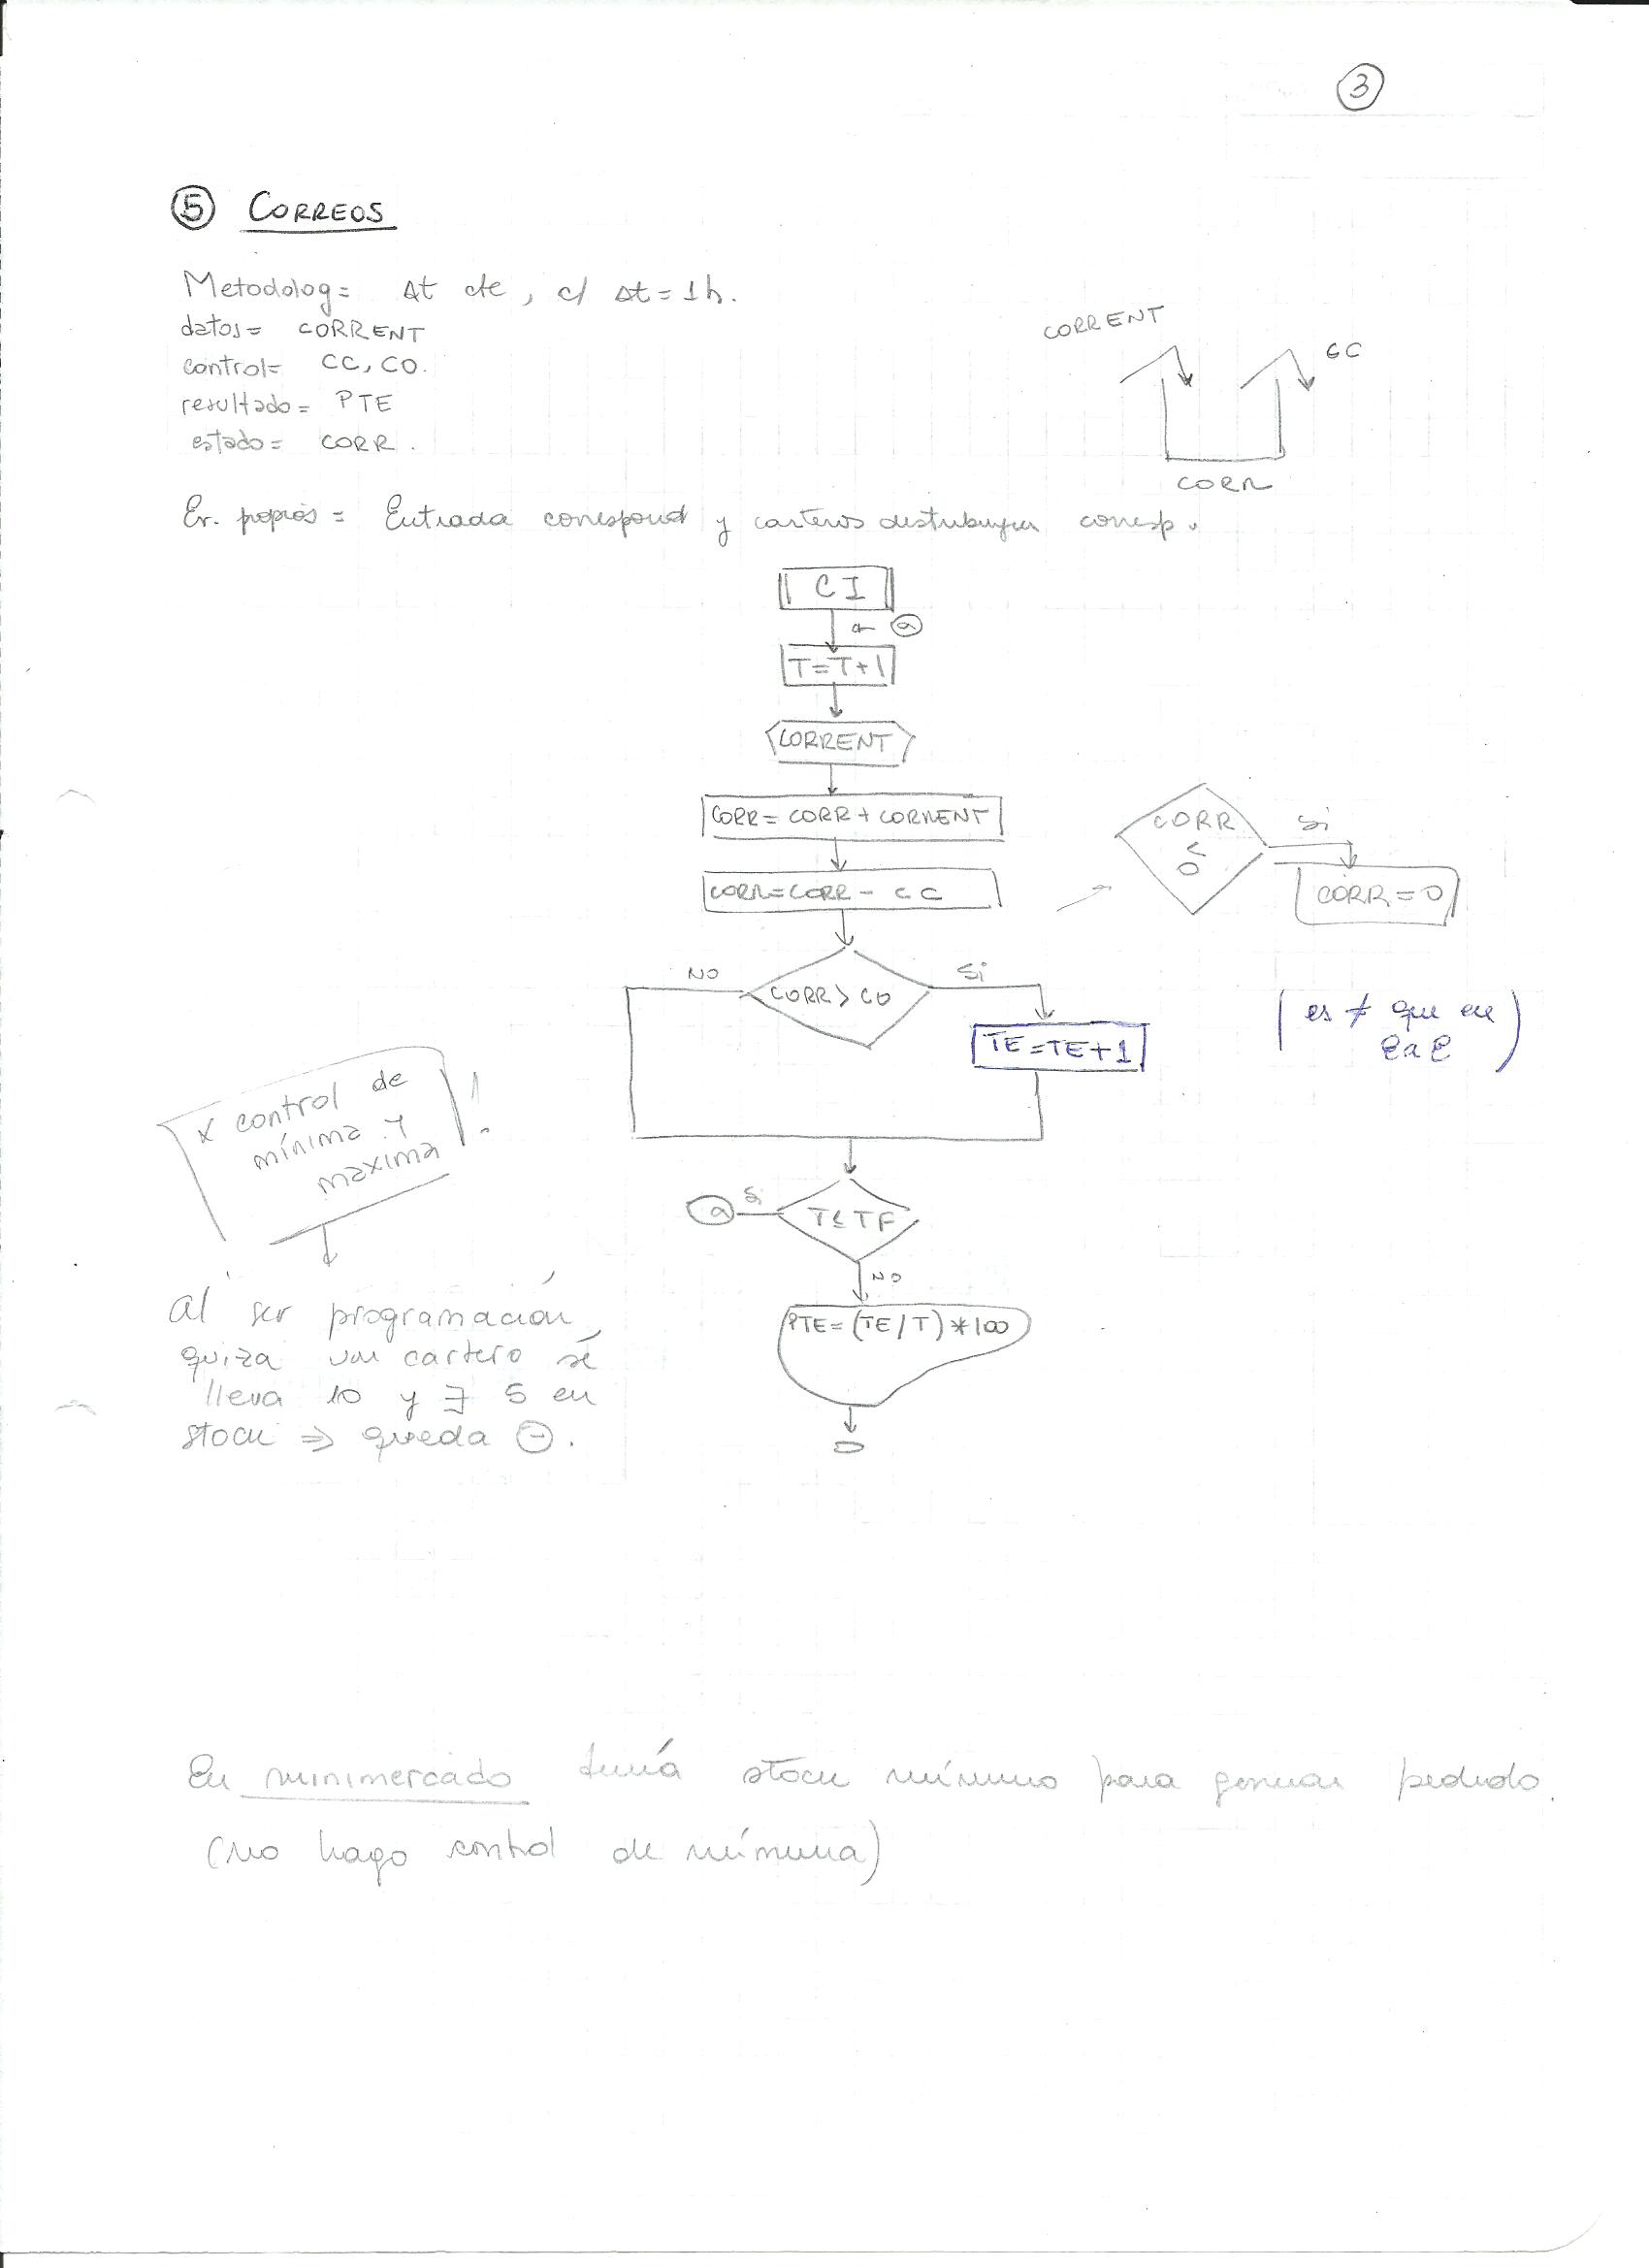 3
5 CORREOS
Metodolog= Δt cte, c/ Δt=1h.
datos= CORRENT
control= CC, CO.
resultado= PTE
estado= CORR.
CORRENT
CC
CORR
Ev. propios= Entrada correspond y carteros distribuyen corresp.
CI
a
T=T+1
CORRENT
CORR= CORR + CORRENT
CORR=CORR - CC
CORR
≤
0
Si
CORR=0
CORR > CO
NO
Si
TE=TE+1
( es ≠ que en
EaE )
x control de
mínima y
maxima !
T≤TF
Si
a
NO
PTE=(TE/T)*100
al ser programación
quiza un cartero se
lleva 10 y ∃ 5 en
stock ⇒ queda ⊖.
En minimercado tenía stock mínimo para generar pedido.
(no hago control de mínima)